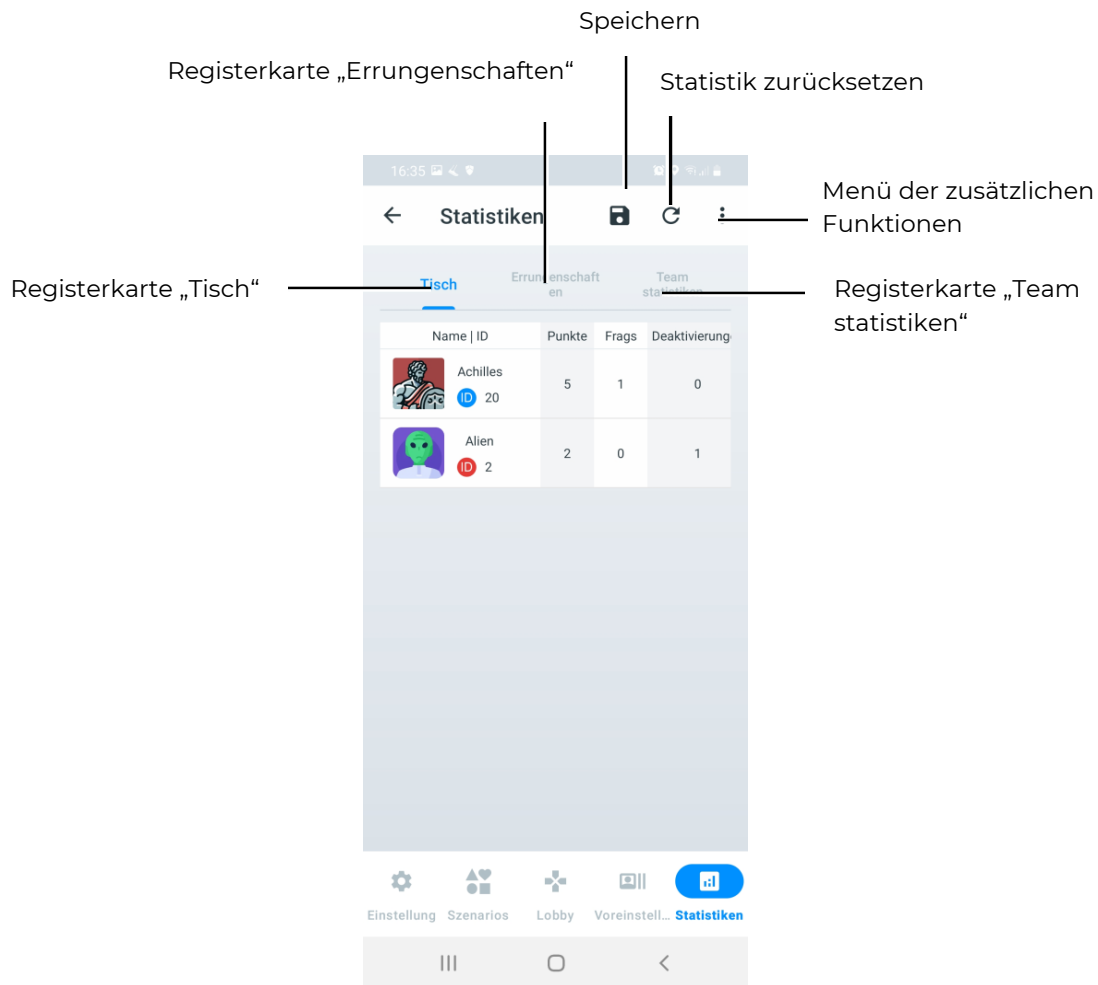 Speichern
Registerkarte „Errungenschaften“
Statistik zurücksetzen
16:35
Statistiken
Menü der zusätzlichen
Funktionen
Registerkarte „Tisch“
Tisch
Errungenschaft
en
Team
statistiken
Registerkarte „Team
statistiken“
Name | ID Punkte Frags Deaktivierung
Achilles
ID 20 5 1 0
Alien
ID 2 2 0 1
Einstellung Szenarios Lobby Voreinstell... Statistiken